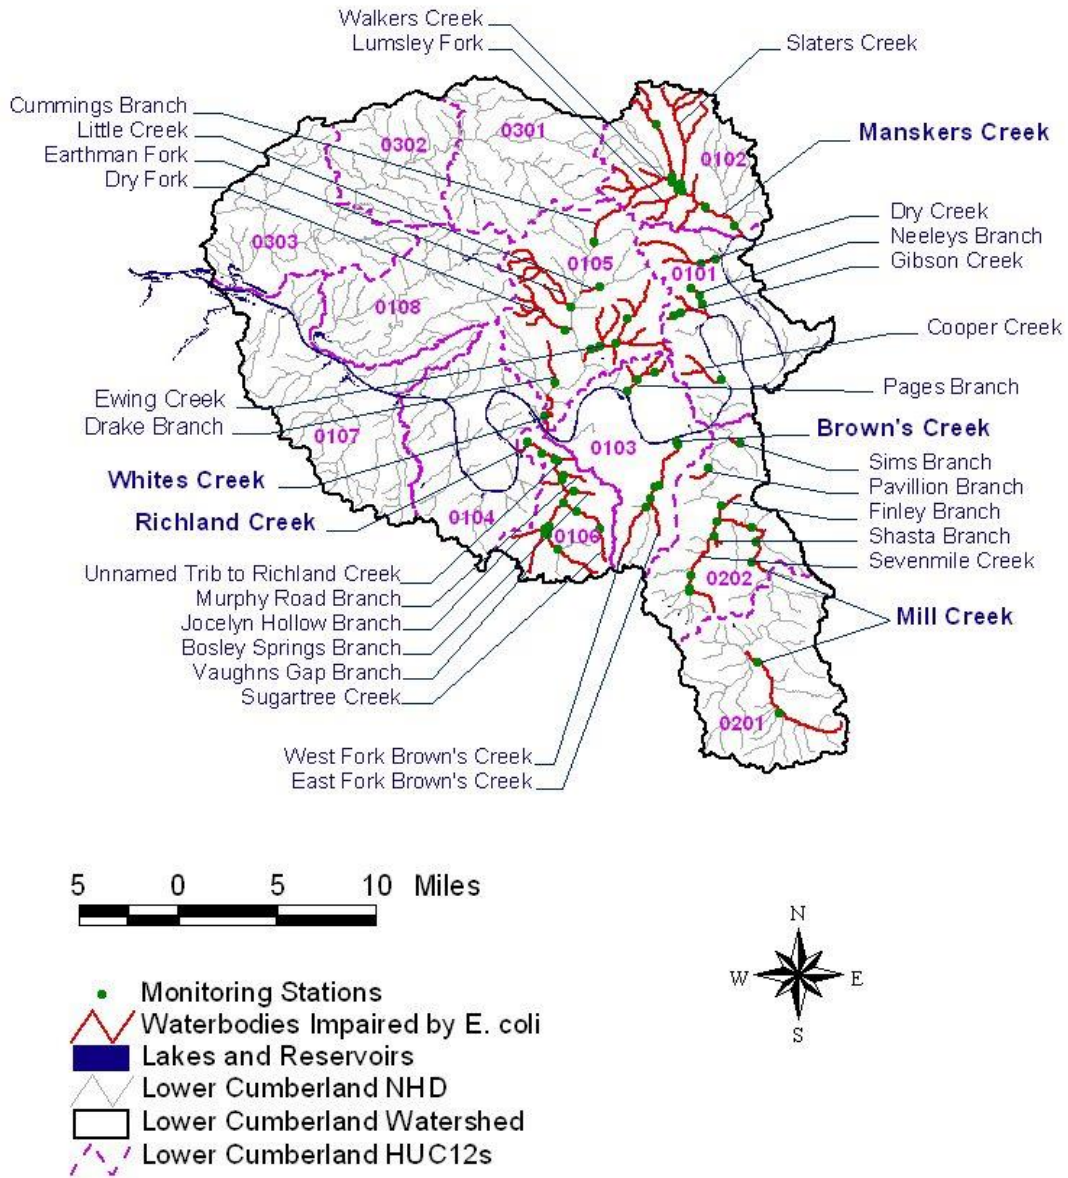 Walkers Creek
Lumsley Fork
Slaters Creek
Cummings Branch
Little Creek
Earthman Fork
Dry Fork
Manskers Creek
Dry Creek
Neeleys Branch
Gibson Creek
Cooper Creek
Pages Branch
Brown's Creek
Sims Branch
Pavillion Branch
Finley Branch
Shasta Branch
Sevenmile Creek
Mill Creek
Ewing Creek
Drake Branch
Whites Creek
Richland Creek
Unnamed Trib to Richland Creek
Murphy Road Branch
Jocelyn Hollow Branch
Bosley Springs Branch
Vaughns Gap Branch
Sugartree Creek
West Fork Brown's Creek
East Fork Brown's Creek
0301
0302
0102
0303
0105
0101
0108
0107
0103
0104
0106
0202
0201
5 0 5 10 Miles
N
W E
S
Monitoring Stations
Waterbodies Impaired by E. coli
Lakes and Reservoirs
Lower Cumberland NHD
Lower Cumberland Watershed
Lower Cumberland HUC12s